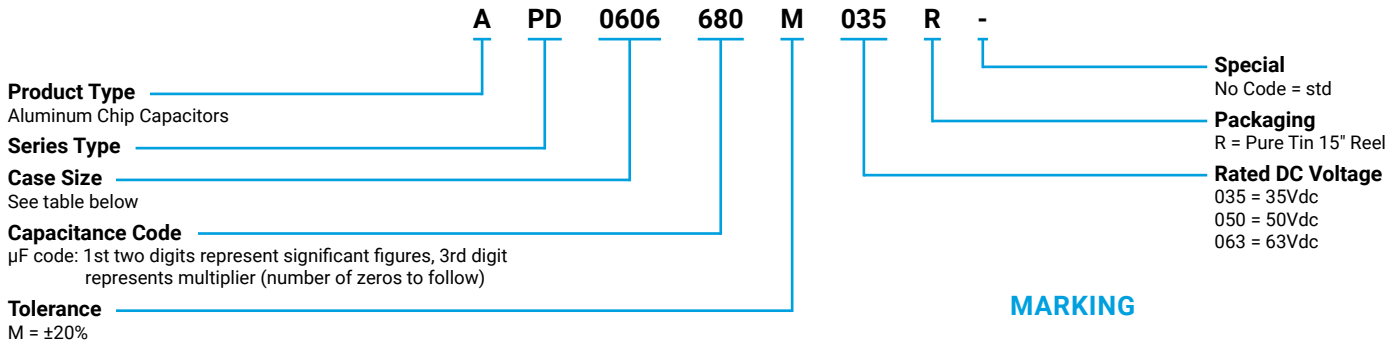 A PD 0606 680 M 035 R -
Product Type
Aluminum Chip Capacitors
Series Type
Case Size
See table below
Capacitance Code
µF code: 1st two digits represent significant figures, 3rd digit
represents multiplier (number of zeros to follow)
Tolerance
M = ±20%
Special
No Code = std
Packaging
R = Pure Tin 15" Reel
Rated DC Voltage
035 = 35Vdc
050 = 50Vdc
063 = 63Vdc
MARKING